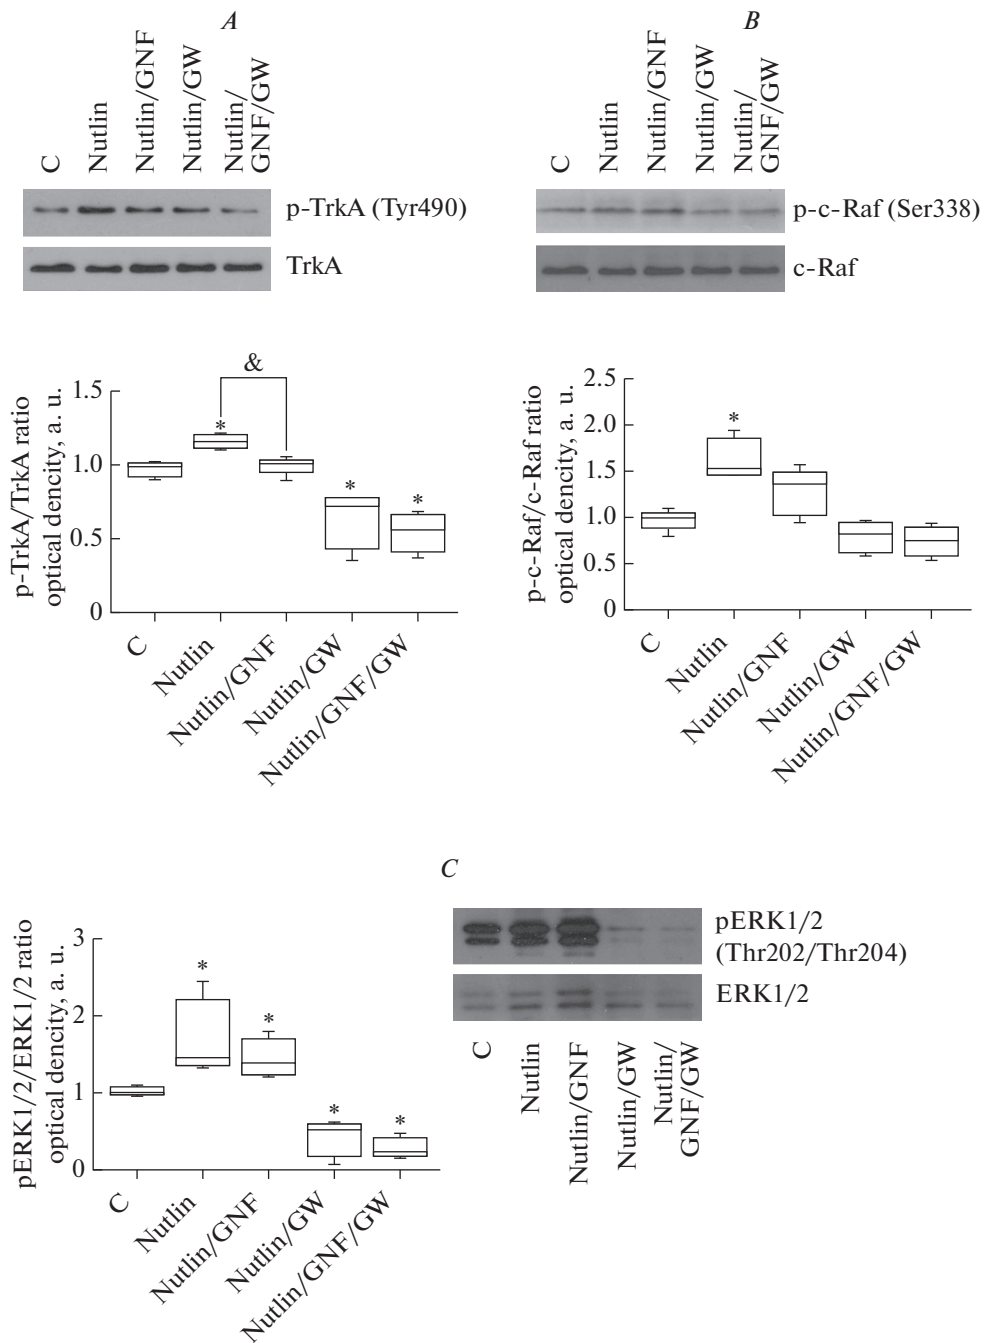 A
C
Nutlin
Nutlin/GNF
Nutlin/GW
Nutlin/
GNF/GW
p-TrkA (Tyr490)
TrkA
&
p-TrkA/TrkA ratio
optical dencity, a. u.
1.5
1.0
0.5
0
*
*
*
C
Nutlin
Nutlin/GNF
Nutlin/GW
Nutlin/GNF/GW
B
C
Nutlin
Nutlin/GNF
Nutlin/GW
Nutlin/
GNF/GW
p-c-Raf (Ser338)
c-Raf
p-c-Raf/c-Raf ratio
optical dencity, a. u.
2.5
2.0
1.5
1.0
0.5
0
*
C
Nutlin
Nutlin/GNF
Nutlin/GW
Nutlin/GNF/GW
C
pERK1/2/ERK1/2 ratio
optical dencity, a. u.
3
2
1
0
*
*
*
*
C
Nutlin
Nutlin/GNF
Nutlin/GW
Nutlin/GNF/GW
pERK1/2
(Thr202/Thr204)
ERK1/2
C
Nutlin
Nutlin/GNF
Nutlin/GW
Nutlin/
GNF/GW